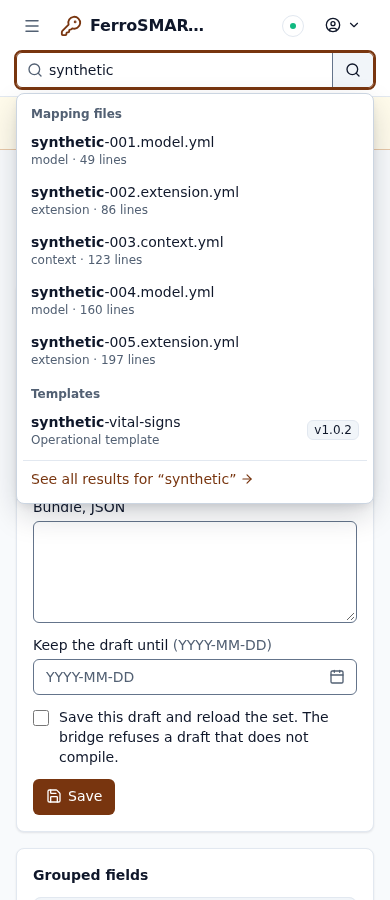 FerroSMAR…
synthetic
Mapping files
synthetic-001.model.yml
model · 49 lines
synthetic-002.extension.yml
extension · 86 lines
synthetic-003.context.yml
context · 123 lines
synthetic-004.model.yml
model · 160 lines
synthetic-005.extension.yml
extension · 197 lines
Templates
synthetic-vital-signs
Operational template
v1.0.2
See all results for “synthetic” →
Bundle, JSON
Keep the draft until (YYYY-MM-DD)
YYYY-MM-DD
Save this draft and reload the set. The
bridge refuses a draft that does not
compile.
Save
Grouped fields